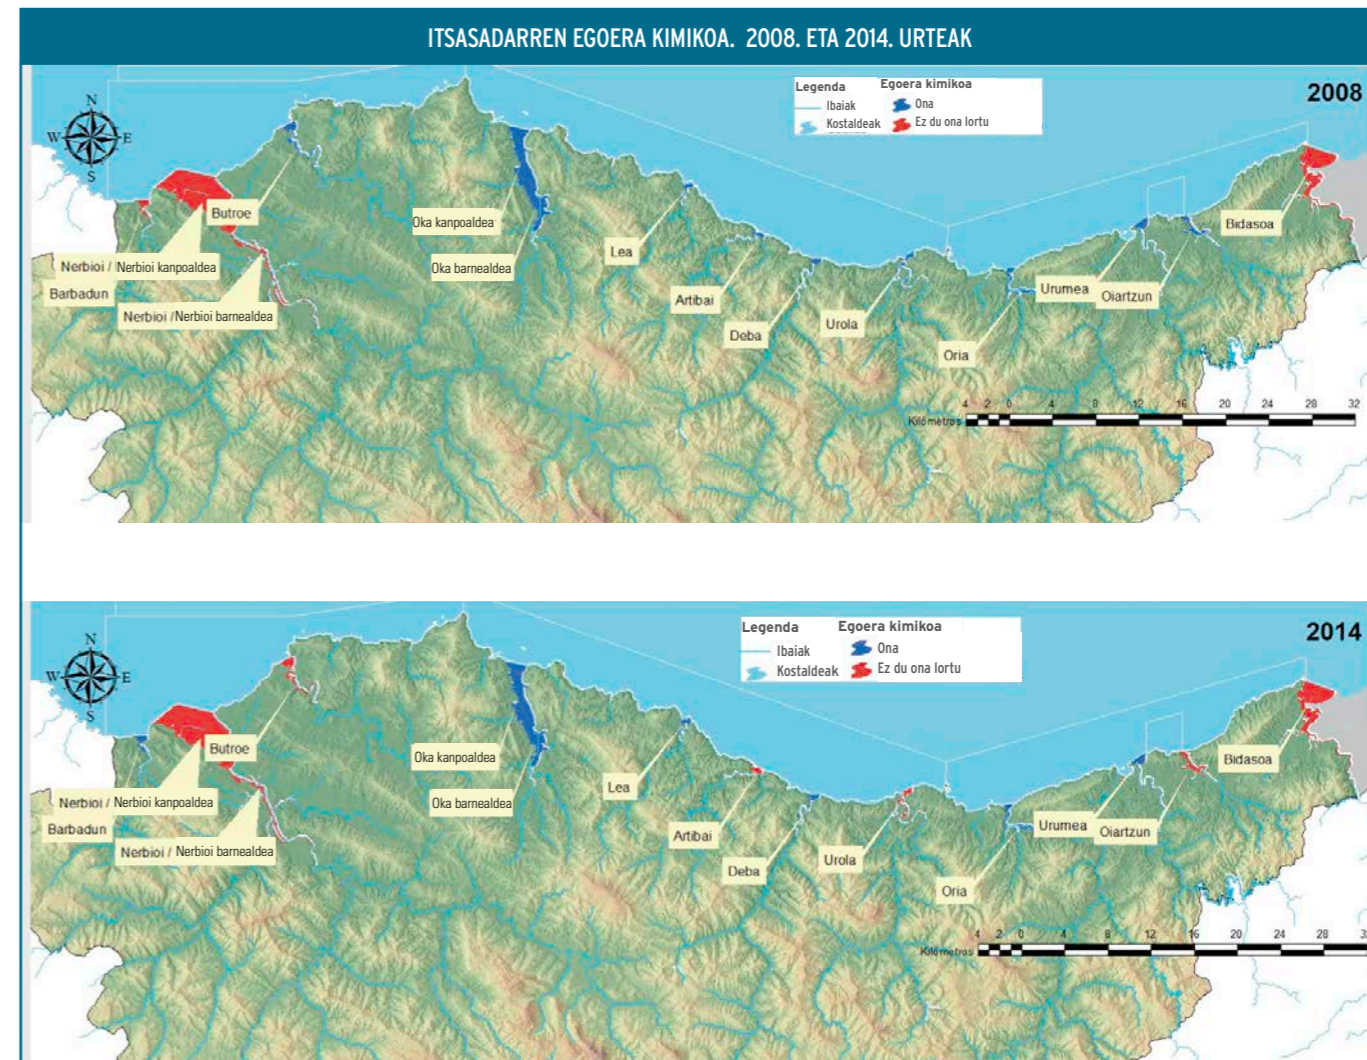 ITSASADARREN EGOERA KIMIKOA. 2008. ETA 2014. URTEAK
2008
Legenda
Ibaiak
Kostaldeak
Egoera kimikoa
Ona
Ez du ona lortu
N
W E
S
Butroe
Nerbioi / Nerbioi kanpoaldea
Barbadun
Nerbioi / Nerbioi barnealdea
Oka kanpoaldea
Oka barnealdea
Lea
Artibai
Deba
Urola
Oria
Urumea
Oiartzun
Bidasoa
4 2 0 4 8 12 16 20 24 28 32
Kilómetros
2014
Legenda
Ibaiak
Kostaldeak
Egoera kimikoa
Ona
Ez du ona lortu
N
W E
S
Butroe
Nerbioi / Nerbioi kanpoaldea
Barbadun
Nerbioi / Nerbioi barnealdea
Oka kanpoaldea
Oka barnealdea
Lea
Artibai
Deba
Urola
Oria
Urumea
Oiartzun
Bidasoa
4 2 0 4 8 12 16 20 24 28
Kilómetros